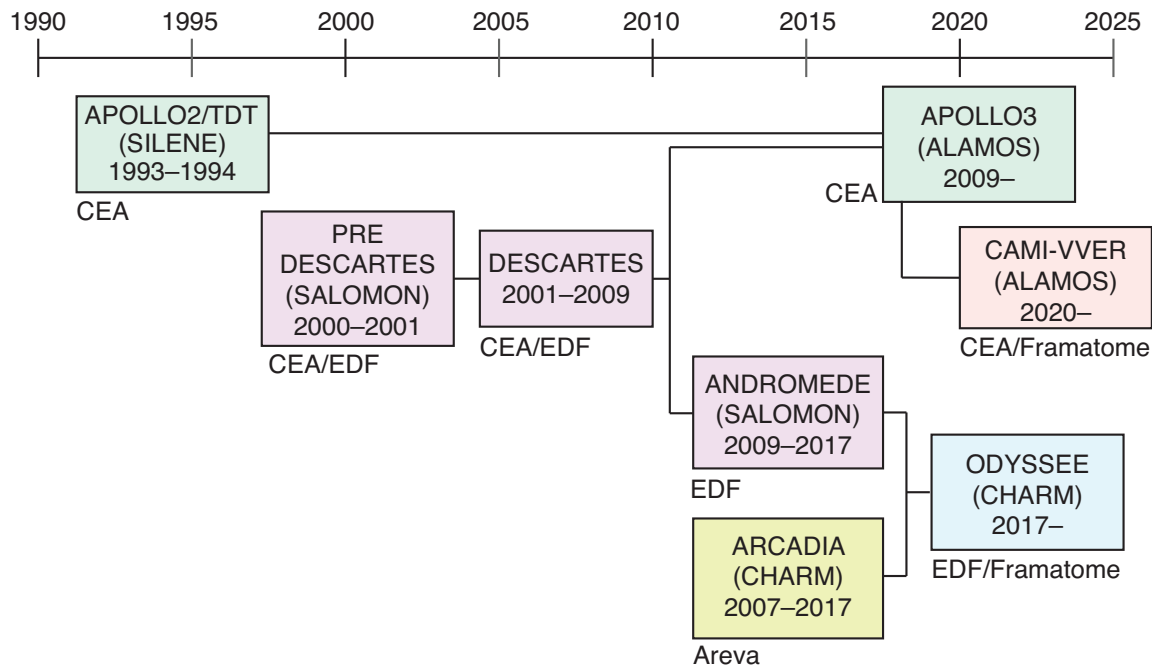 1990 1995 2000 2005 2010 2015 2020 2025
APOLLO2/TDT
(SILENE)
1993–1994
CEA
PRE
DESCARTES
(SALOMON)
2000–2001
CEA/EDF
DESCARTES
2001–2009
CEA/EDF
APOLLO3
(ALAMOS)
2009–
CEA
CAMI-VVER
(ALAMOS)
2020–
CEA/Framatome
ANDROMEDE
(SALOMON)
2009–2017
EDF
ARCADIA
(CHARM)
2007–2017
Areva
ODYSSEE
(CHARM)
2017–
EDF/Framatome